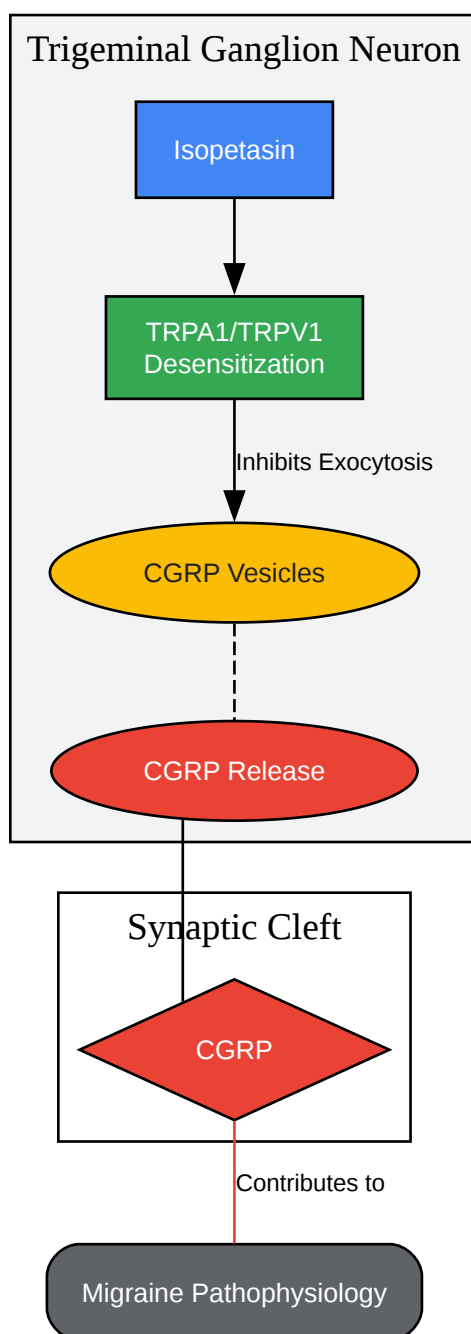 Trigeminal Ganglion Neuron
Isopetasin
TRPA1/TRPV1
Desensitization
Inhibits Exocytosis
CGRP Vesicles
CGRP Release
Synaptic Cleft
CGRP
Contributes to
Migraine Pathophysiology